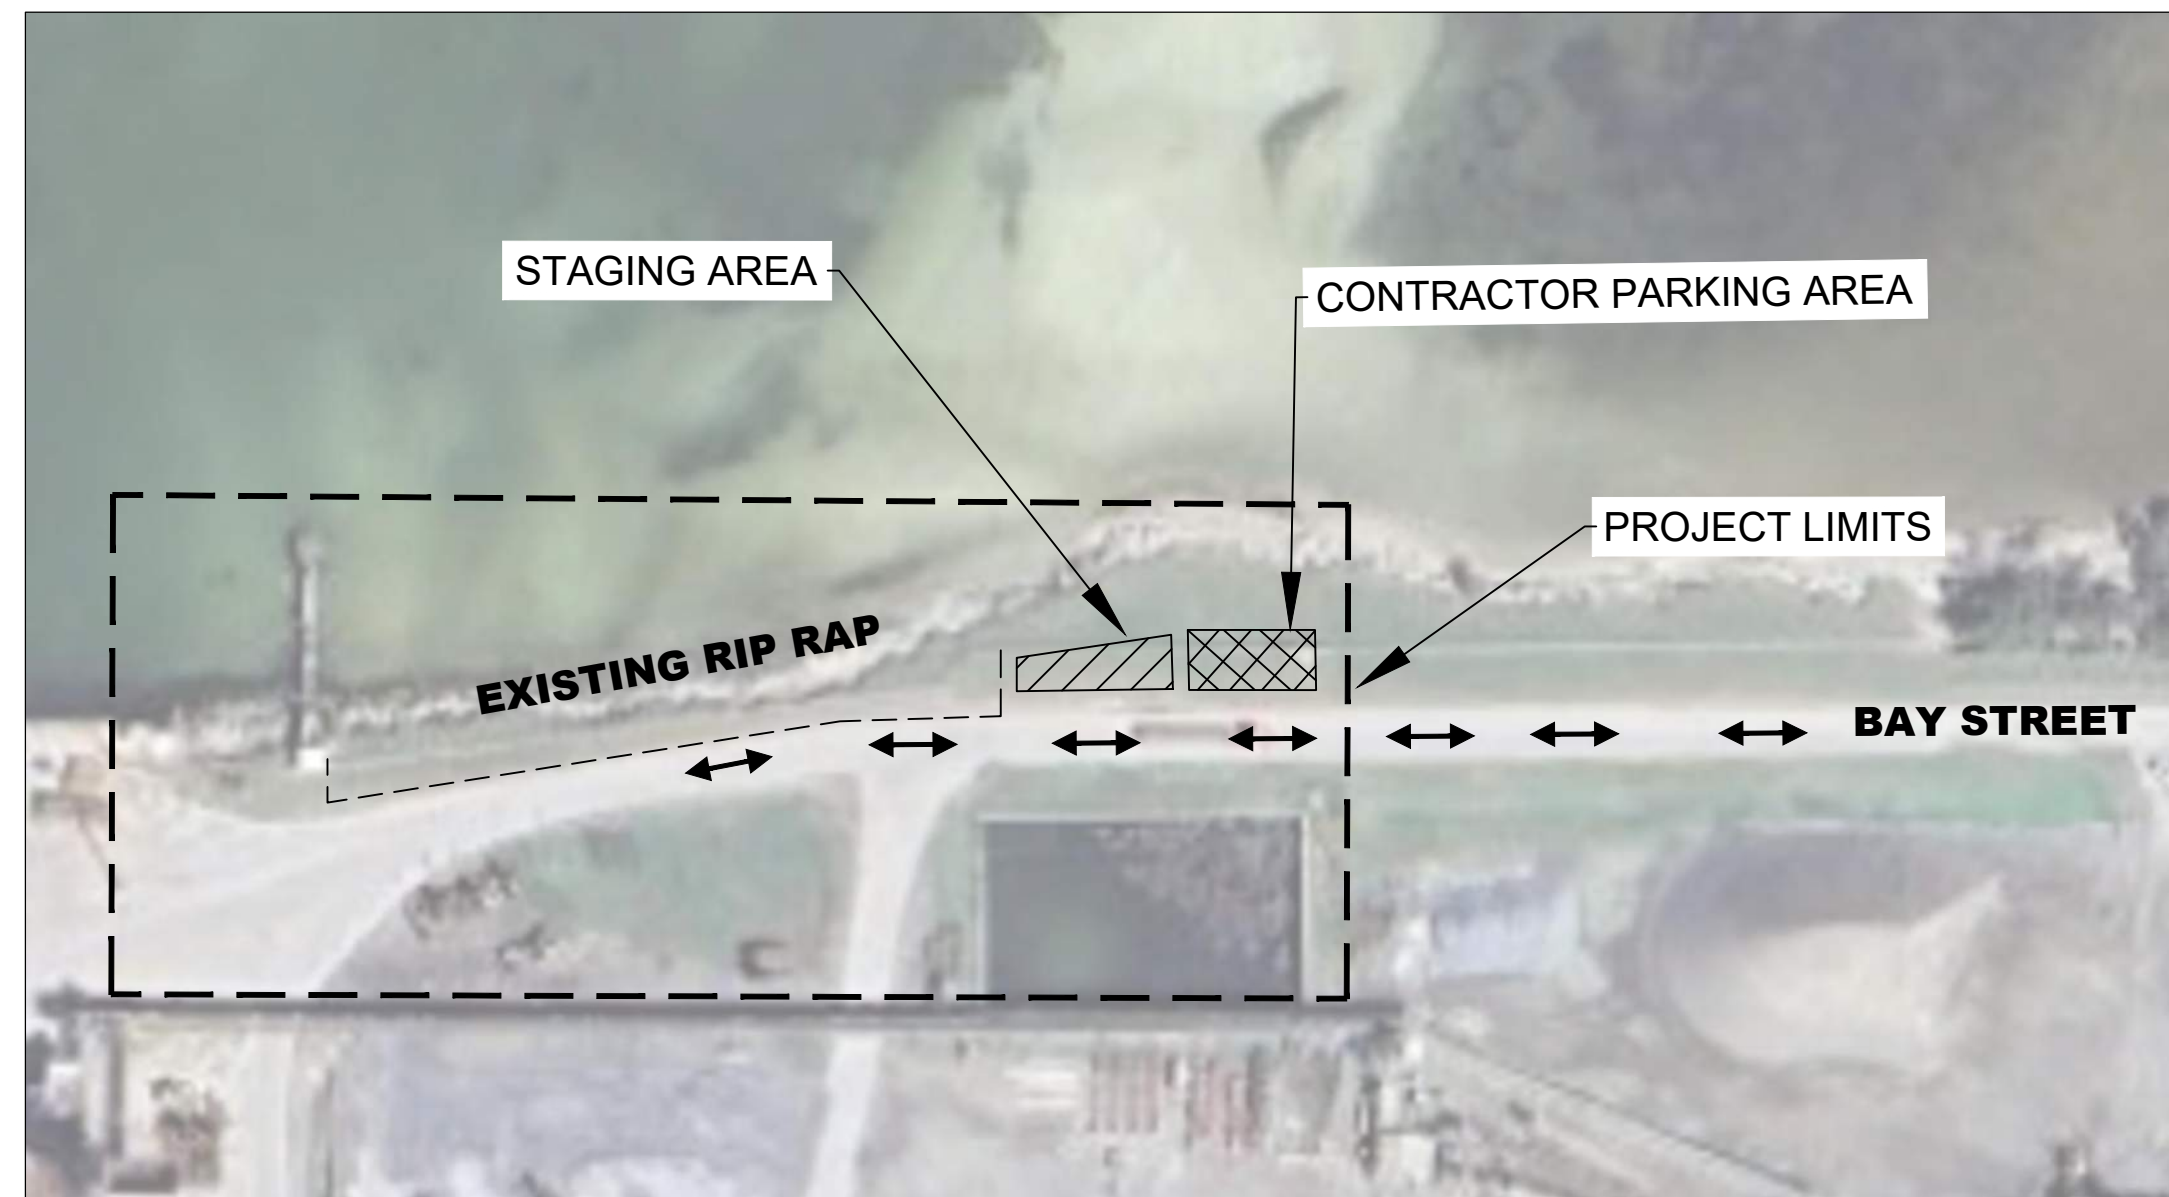 STAGING AREA
CONTRACTOR PARKING AREA
PROJECT LIMITS
EXISTING RIP RAP
BAY STREET